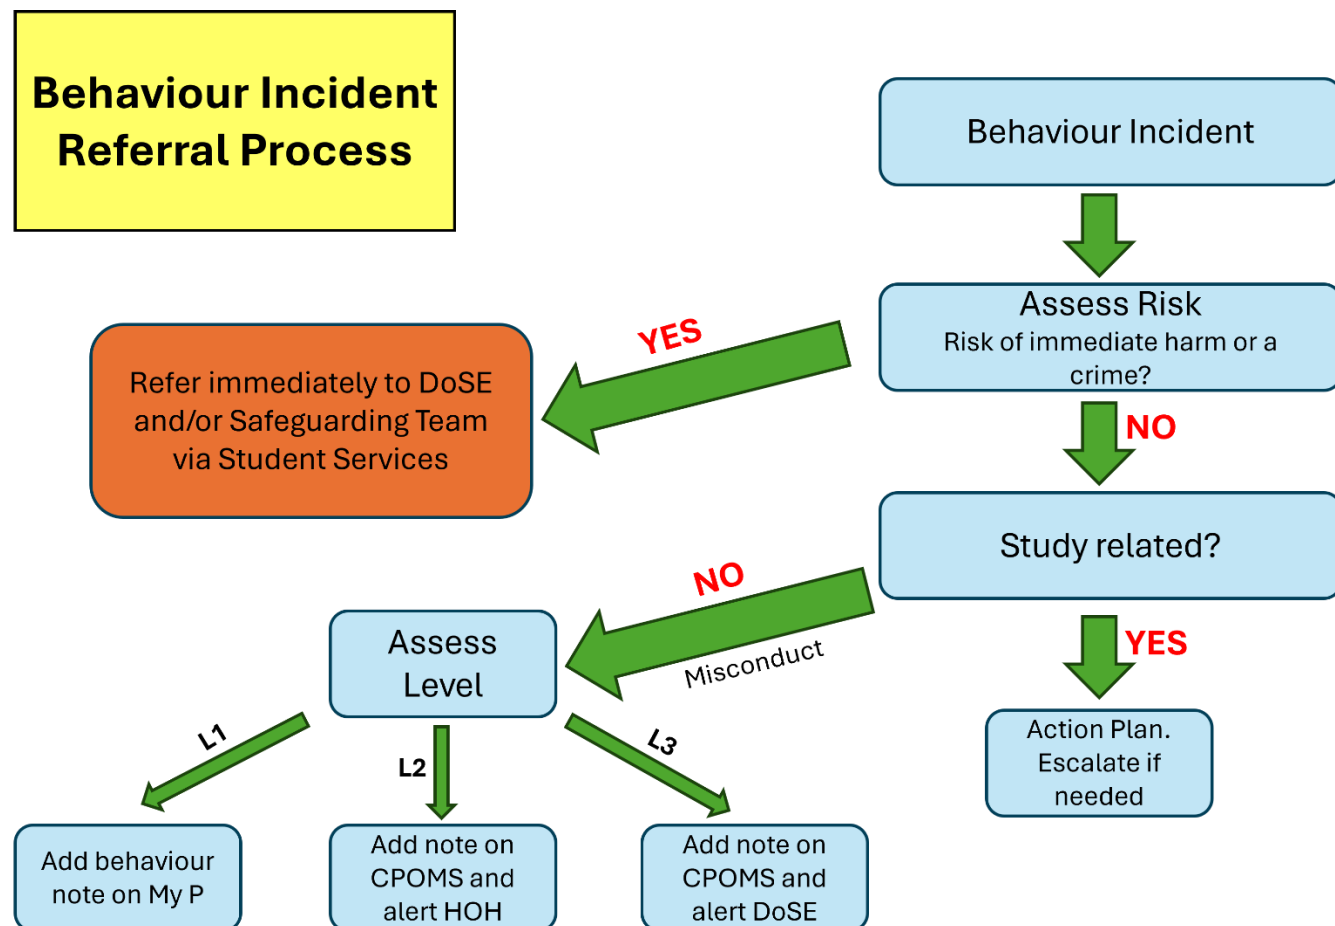 Behaviour Incident
Referral Process
Behaviour Incident
Assess Risk
Risk of immediate harm or a
crime?
YES
Refer immediately to DoSE
and/or Safeguarding Team
via Student Services
NO
Study related?
NO
Misconduct
YES
Assess
Level
Action Plan.
Escalate if
needed
L1
L2
L3
Add behaviour
note on My P
Add note on
CPOMS and
alert HOH
Add note on
CPOMS and
alert DoSE